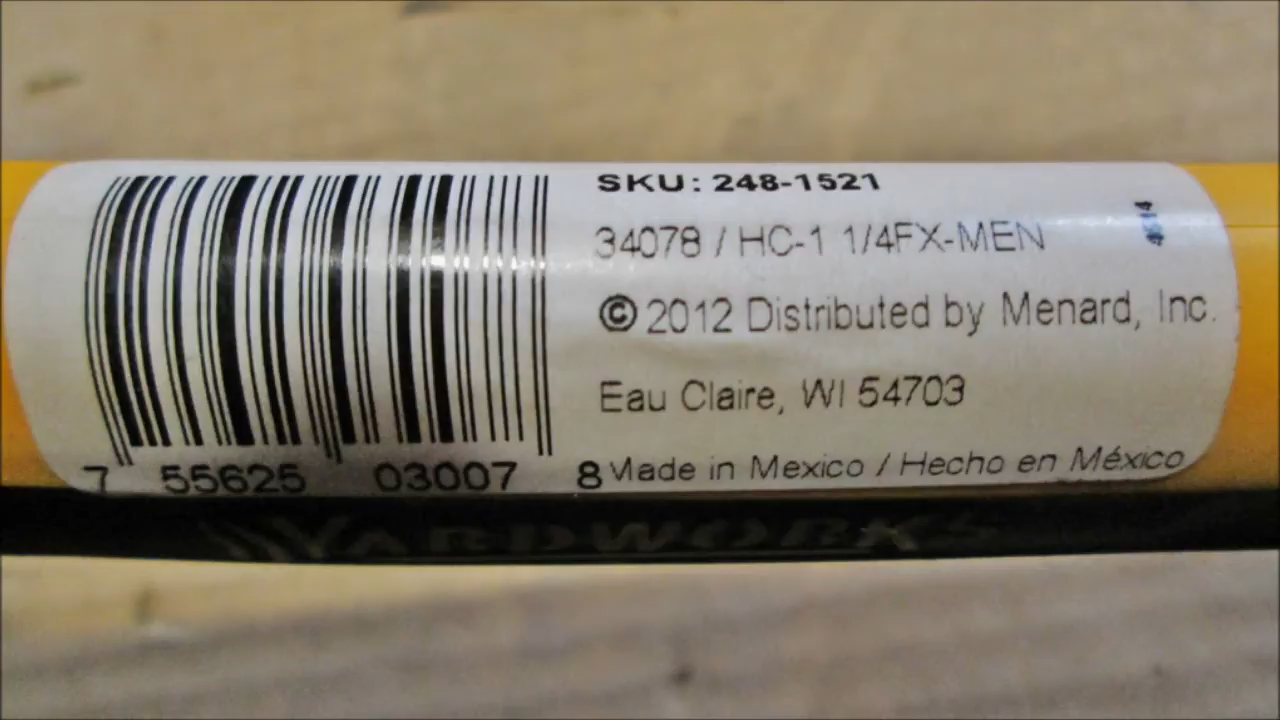 SKU: 248-1521
34078 / HC-1 1/4FX-MEN
© 2012 Distributed by Menard, Inc.
Eau Claire, WI 54703
Made in Mexico / Hecho en México
7 55625 03007 8
YARDWORKS